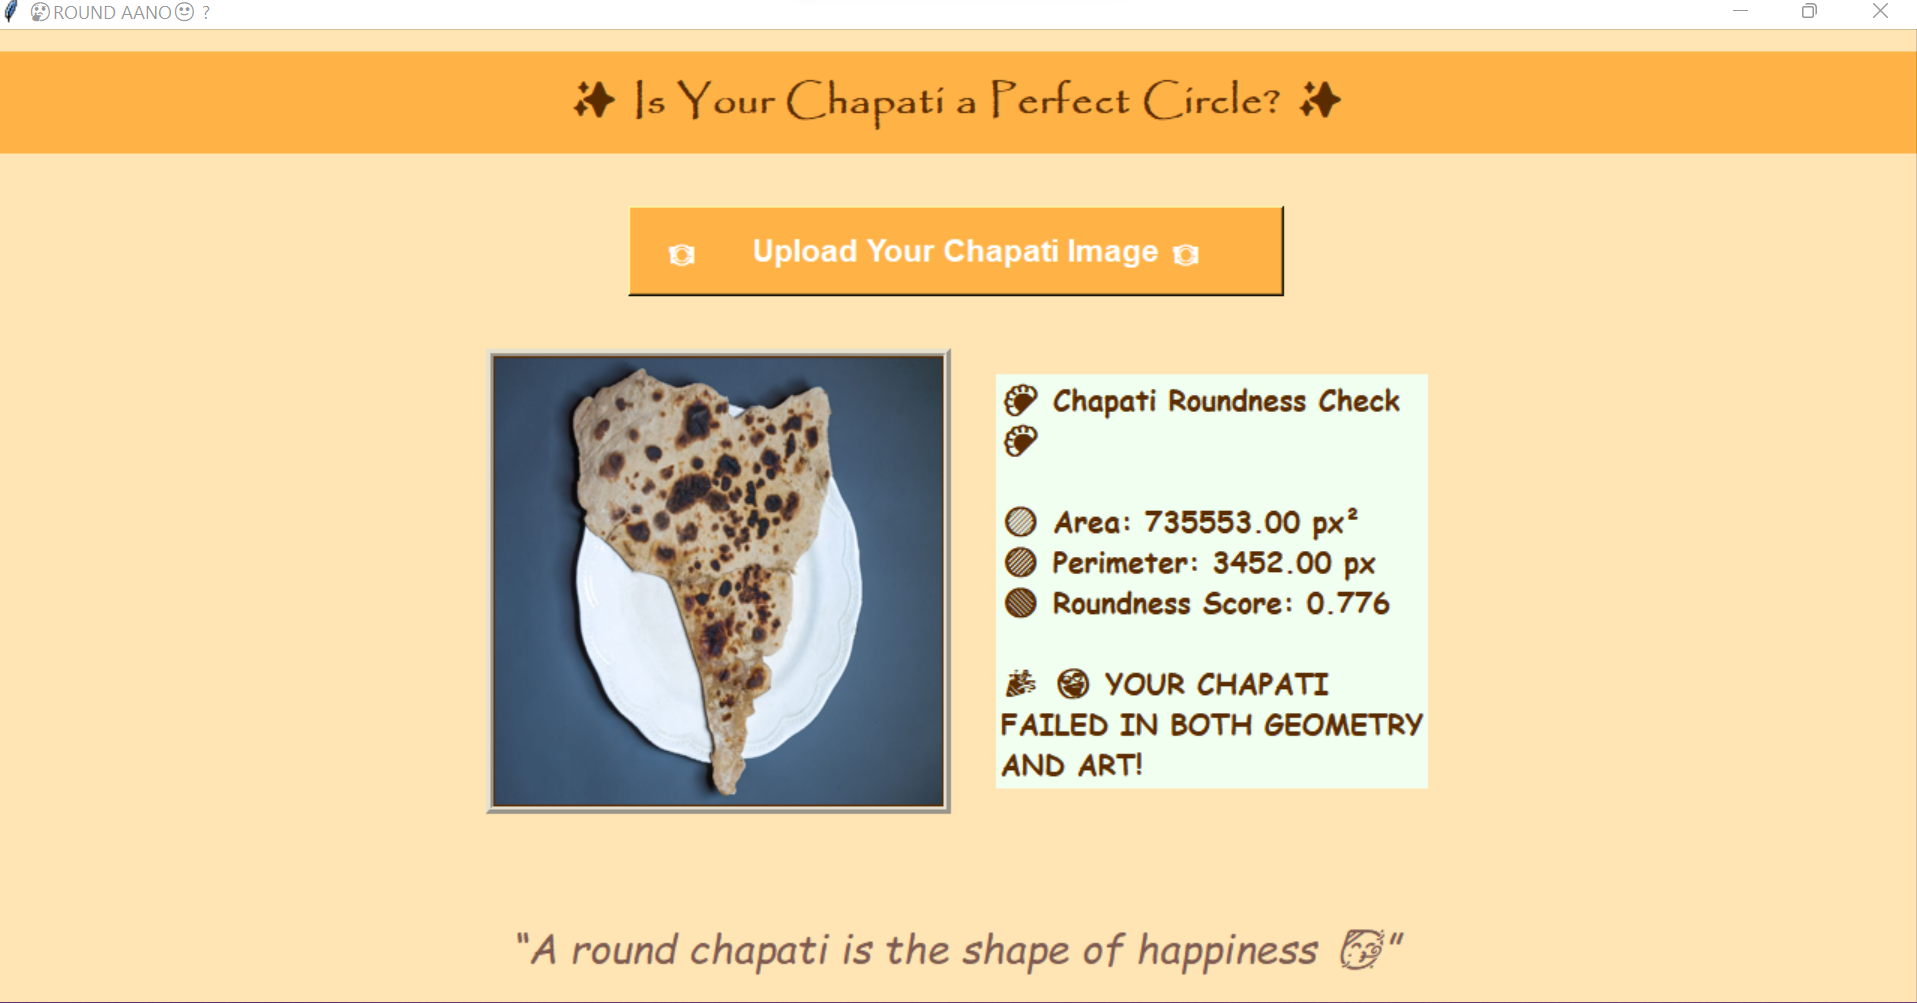 🤔ROUND AANO🙂 ?
✨ Is Your Chapati a Perfect Circle? ✨
📸 Upload Your Chapati Image 📸
🥟 Chapati Roundness Check
🥟
🟡 Area: 735553.00 px²
🟠 Perimeter: 3452.00 px
🟤 Roundness Score: 0.776
🎉 😂 YOUR CHAPATI
FAILED IN BOTH GEOMETRY
AND ART!
"A round chapati is the shape of happiness 🥳"